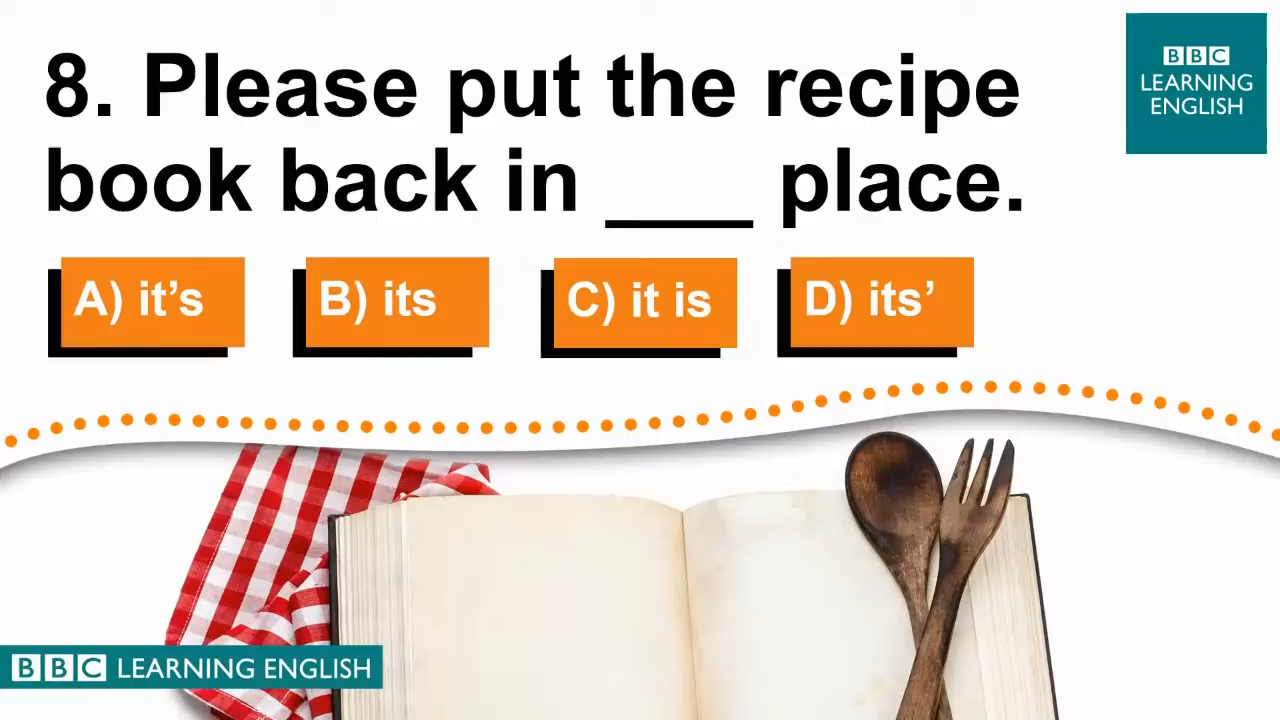 8. Please put the recipe
book back in ___ place.
BBC
LEARNING
ENGLISH
A) it’s
B) its
C) it is
D) its’
BBC LEARNING ENGLISH